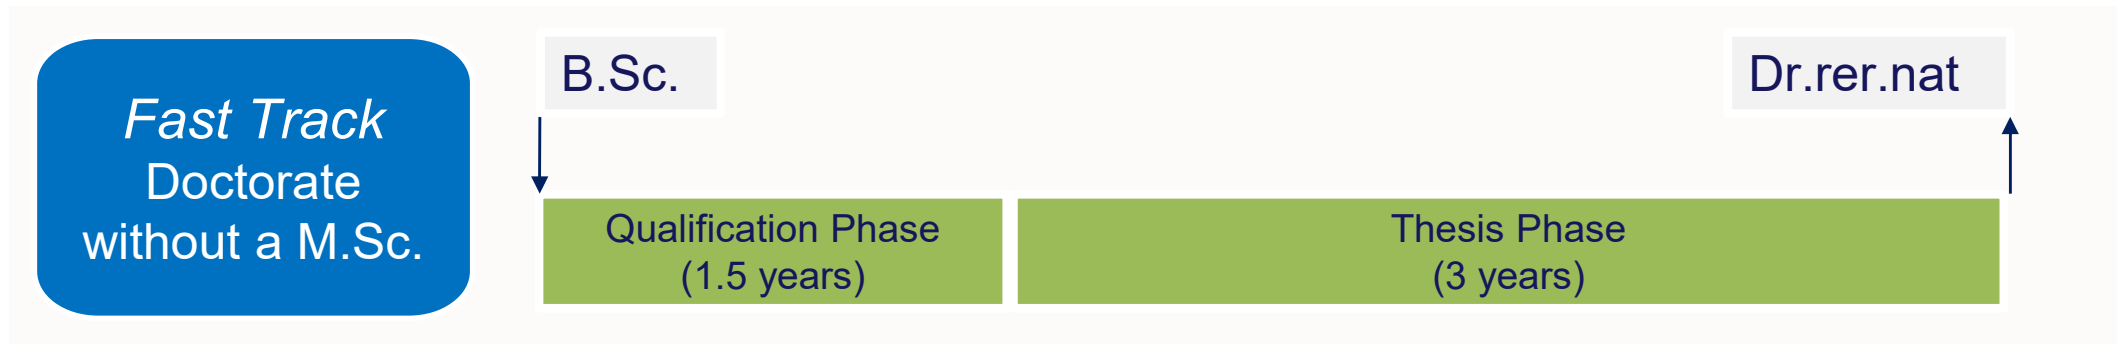 Fast Track
Doctorate
without a M.Sc.
B.Sc.
Dr.rer.nat
Qualification Phase
(1.5 years)
Thesis Phase
(3 years)